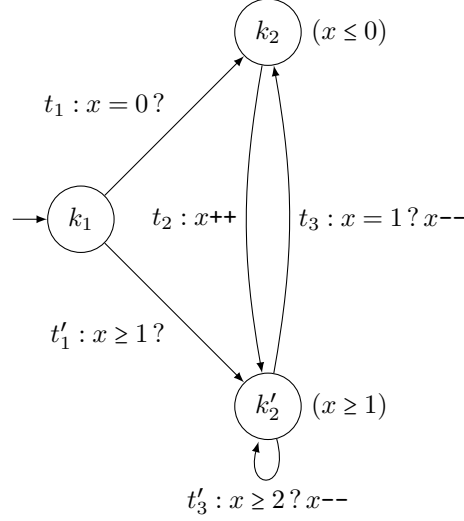 k₂ (x ≤ 0)
t₁ : x = 0 ?
k₁
t₂ : x++
t₃ : x = 1 ? x--
t′₁ : x ≥ 1 ?
k′₂ (x ≥ 1)
t′₃ : x ≥ 2 ? x--